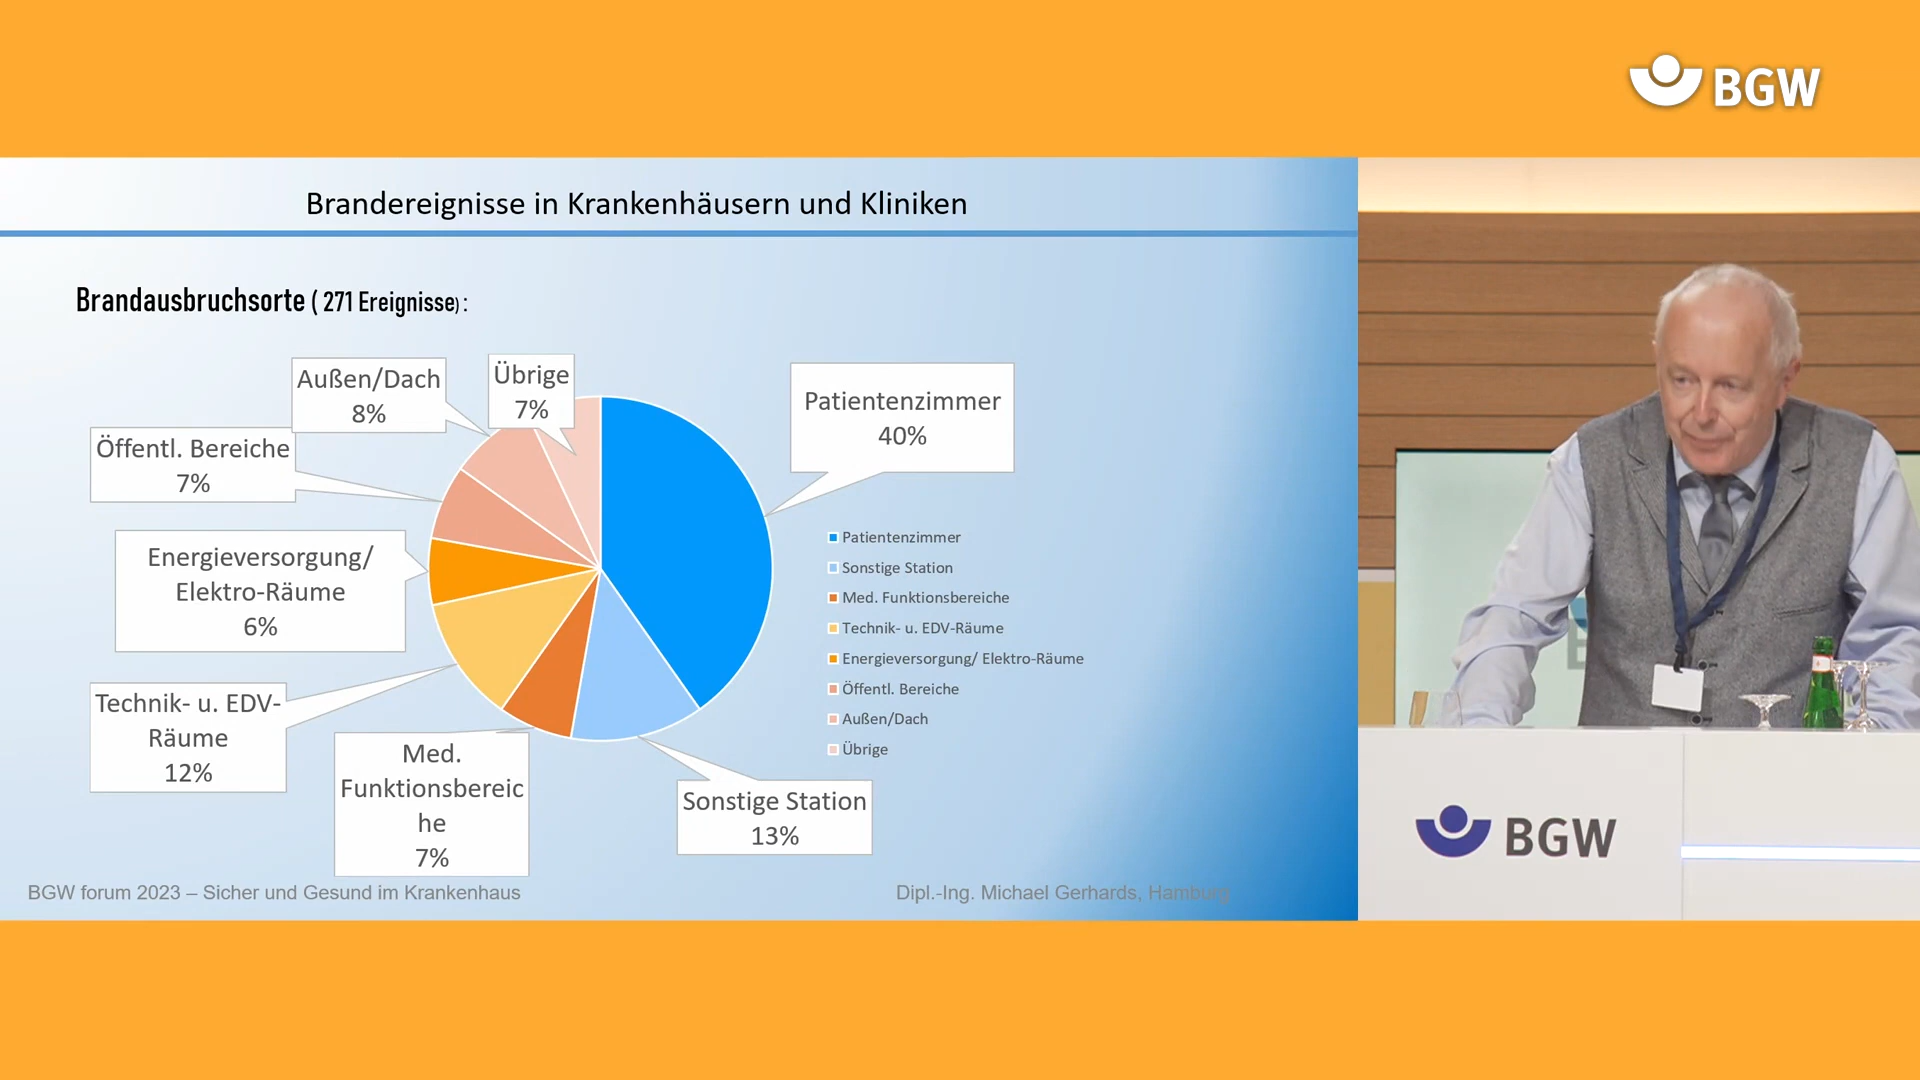 BGW
Brandereignisse in Krankenhäusern und Kliniken
Brandausbruchsorte ( 271 Ereignisse) :
Außen/Dach
8%
Übrige
7%
Patientenzimmer
40%
Öffentl. Bereiche
7%
Energieversorgung/
Elektro-Räume
6%
Technik- u. EDV-
Räume
12%
Med.
Funktionsbereic
he
7%
Sonstige Station
13%
Patientenzimmer
Sonstige Station
Med. Funktionsbereiche
Technik- u. EDV-Räume
Energieversorgung/ Elektro-Räume
Öffentl. Bereiche
Außen/Dach
Übrige
BGW forum 2023 – Sicher und Gesund im Krankenhaus
Dipl.-Ing. Michael Gerhards, Hamburg
BGW